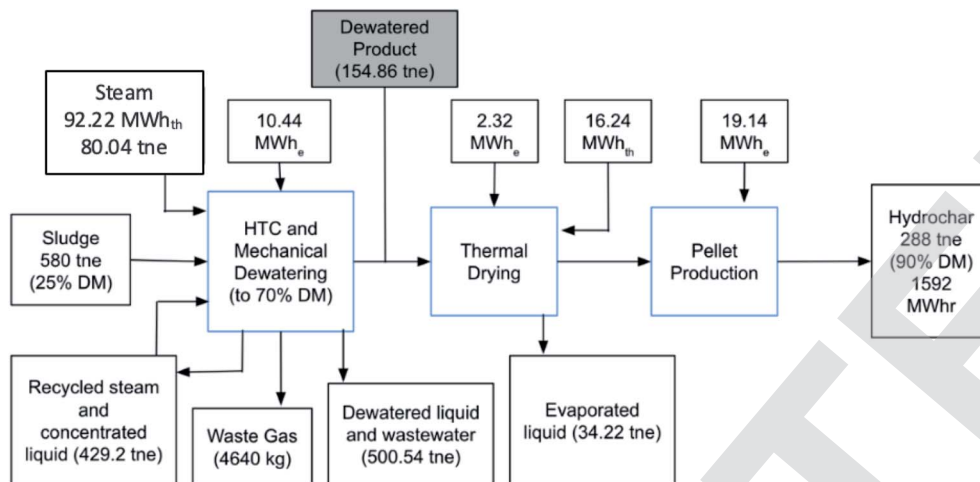 Dewatered
Product
(154.86 tne)
Steam
92.22 MWhth
80.04 tne
10.44
MWhe
2.32
MWhe
16.24
MWhth
19.14
MWhe
Sludge
580 tne
(25% DM)
HTC and
Mechanical
Dewatering
(to 70% DM)
Thermal
Drying
Pellet
Production
Hydrochar
288 tne
(90% DM)
1592
MWhr
Recycled steam
and
concentrated
liquid (429.2 tne)
Waste Gas
(4640 kg)
Dewatered liquid
and wastewater
(500.54 tne)
Evaporated
liquid (34.22 tne)